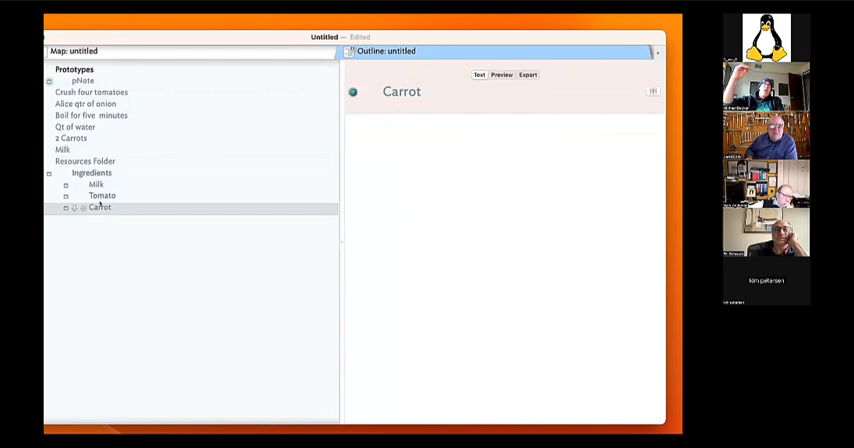 Untitled — Edited
Map: untitled
Outline: untitled
Prototypes
pNote
Crush four tomatoes
Alice qtr of onion
Boil for five minutes
Qt of water
2 Carrots
Milk
Resources Folder
Ingredients
Milk
Tomato
Carrot
Text Preview Export
Carrot
kim petersen